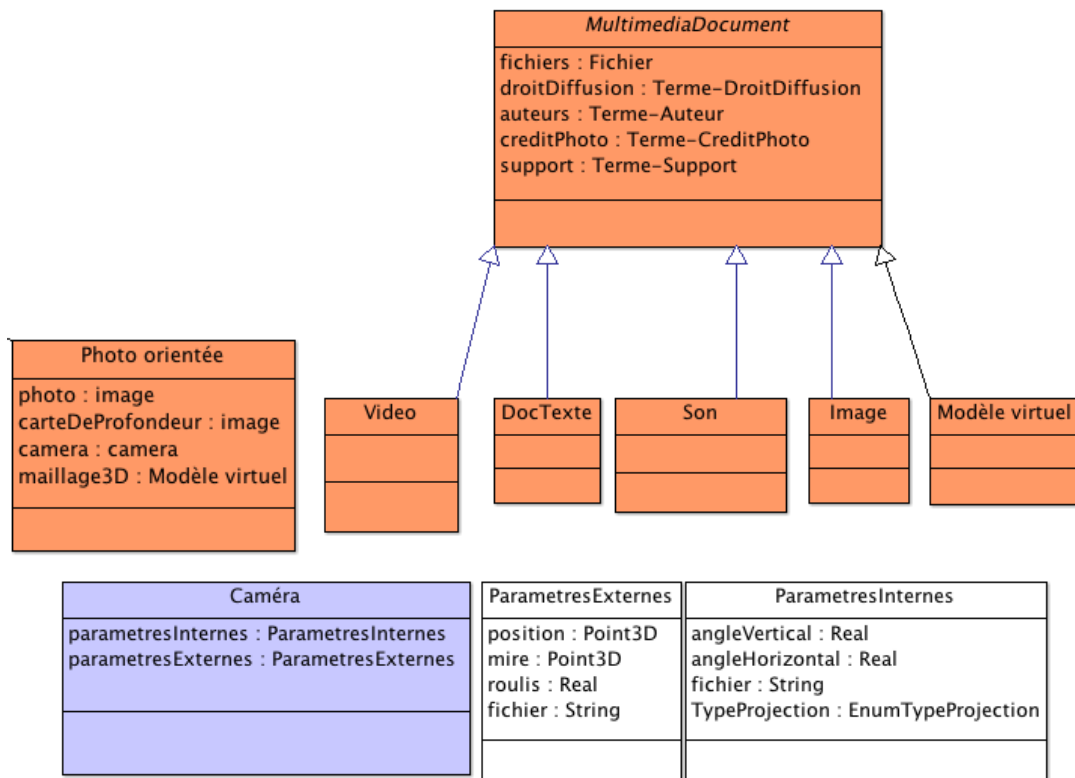 MultimediaDocument
fichiers : Fichier
droitDiffusion : Terme-DroitDiffusion
auteurs : Terme-Auteur
creditPhoto : Terme-CreditPhoto
support : Terme-Support
Photo orientée
photo : image
carteDeProfondeur : image
camera : camera
maillage3D : Modèle virtuel
Video
DocTexte
Son
Image
Modèle virtuel
Caméra
parametresInternes : ParametresInternes
parametresExternes : ParametresExternes
ParametresExternes
position : Point3D
mire : Point3D
roulis : Real
fichier : String
ParametresInternes
angleVertical : Real
angleHorizontal : Real
fichier : String
TypeProjection : EnumTypeProjection